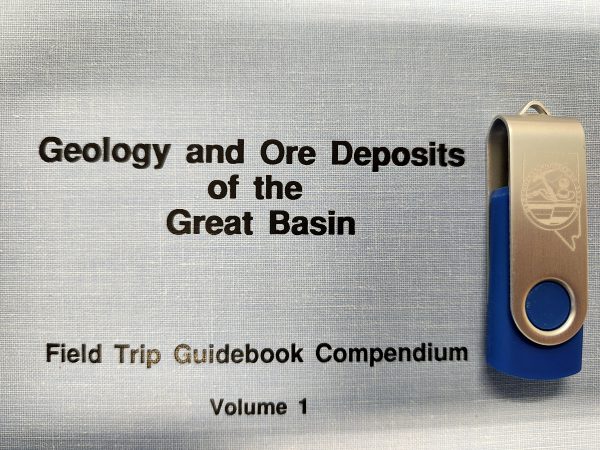 Geology and Ore Deposits
of the
Great Basin
Field Trip Guidebook Compendium
Volume 1